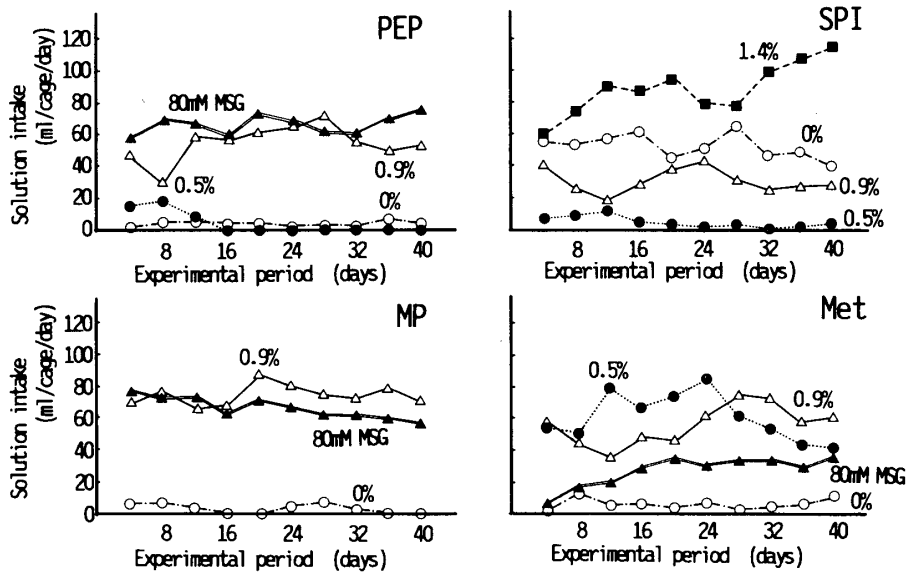 PEP
Solution intake
(ml/cage/day)
120
100
80
60
40
20
0
80mM MSG
0.9%
0.5%
0%
8 16 24 32 40
Experimental period (days)
SPI
1.4%
0%
0.9%
0.5%
8 16 24 32 40
Experimental period (days)
MP
Solution intake
(ml/cage/day)
120
100
80
60
40
20
0
0.9%
80mM MSG
0%
8 16 24 32 40
Experimental period (days)
Met
0.5%
0.9%
80mM MSG
0%
8 16 24 32 40
Experimental period (days)